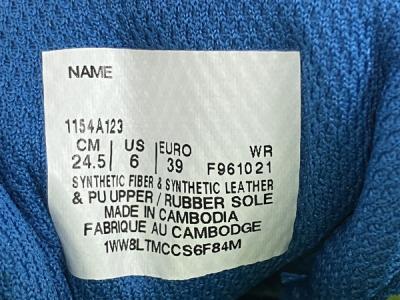 NAME
1154A123
CM US EURO WR
24.5 6 39 F961021
SYNTHETIC FIBER & SYNTHETIC LEATHER
& PU UPPER / RUBBER SOLE
MADE IN CAMBODIA
FABRIQUE AU CAMBODGE
1WW8LTMCCS6F84M